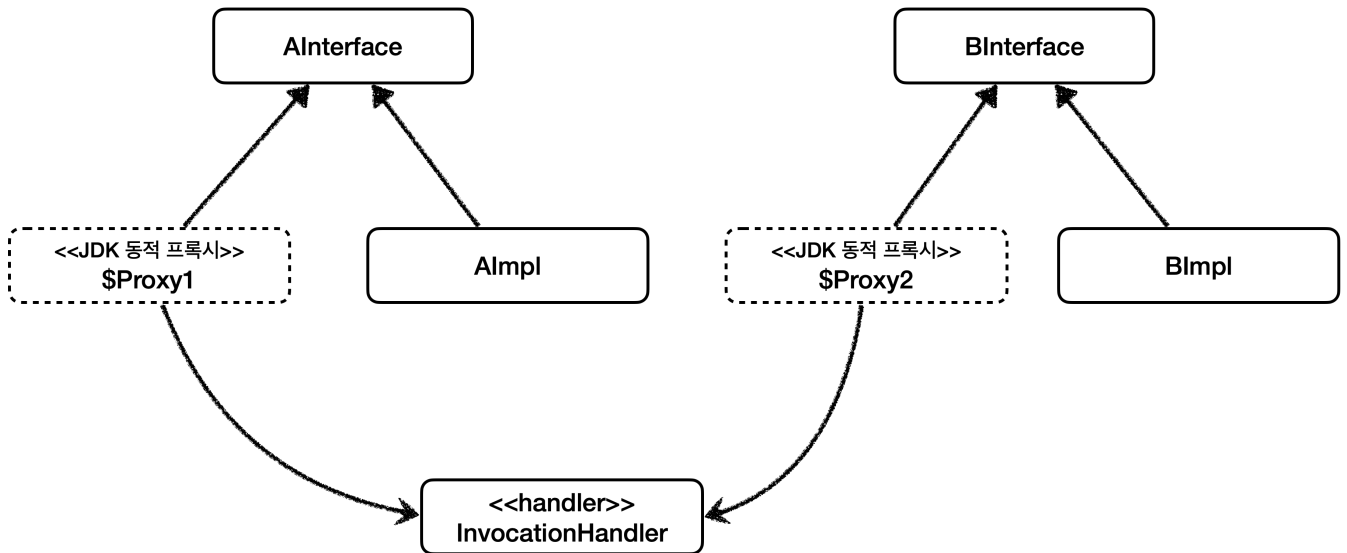 AInterface
BInterface
<<JDK 동적 프록시>>
$Proxy1
AImpl
<<JDK 동적 프록시>>
$Proxy2
BImpl
<<handler>>
InvocationHandler